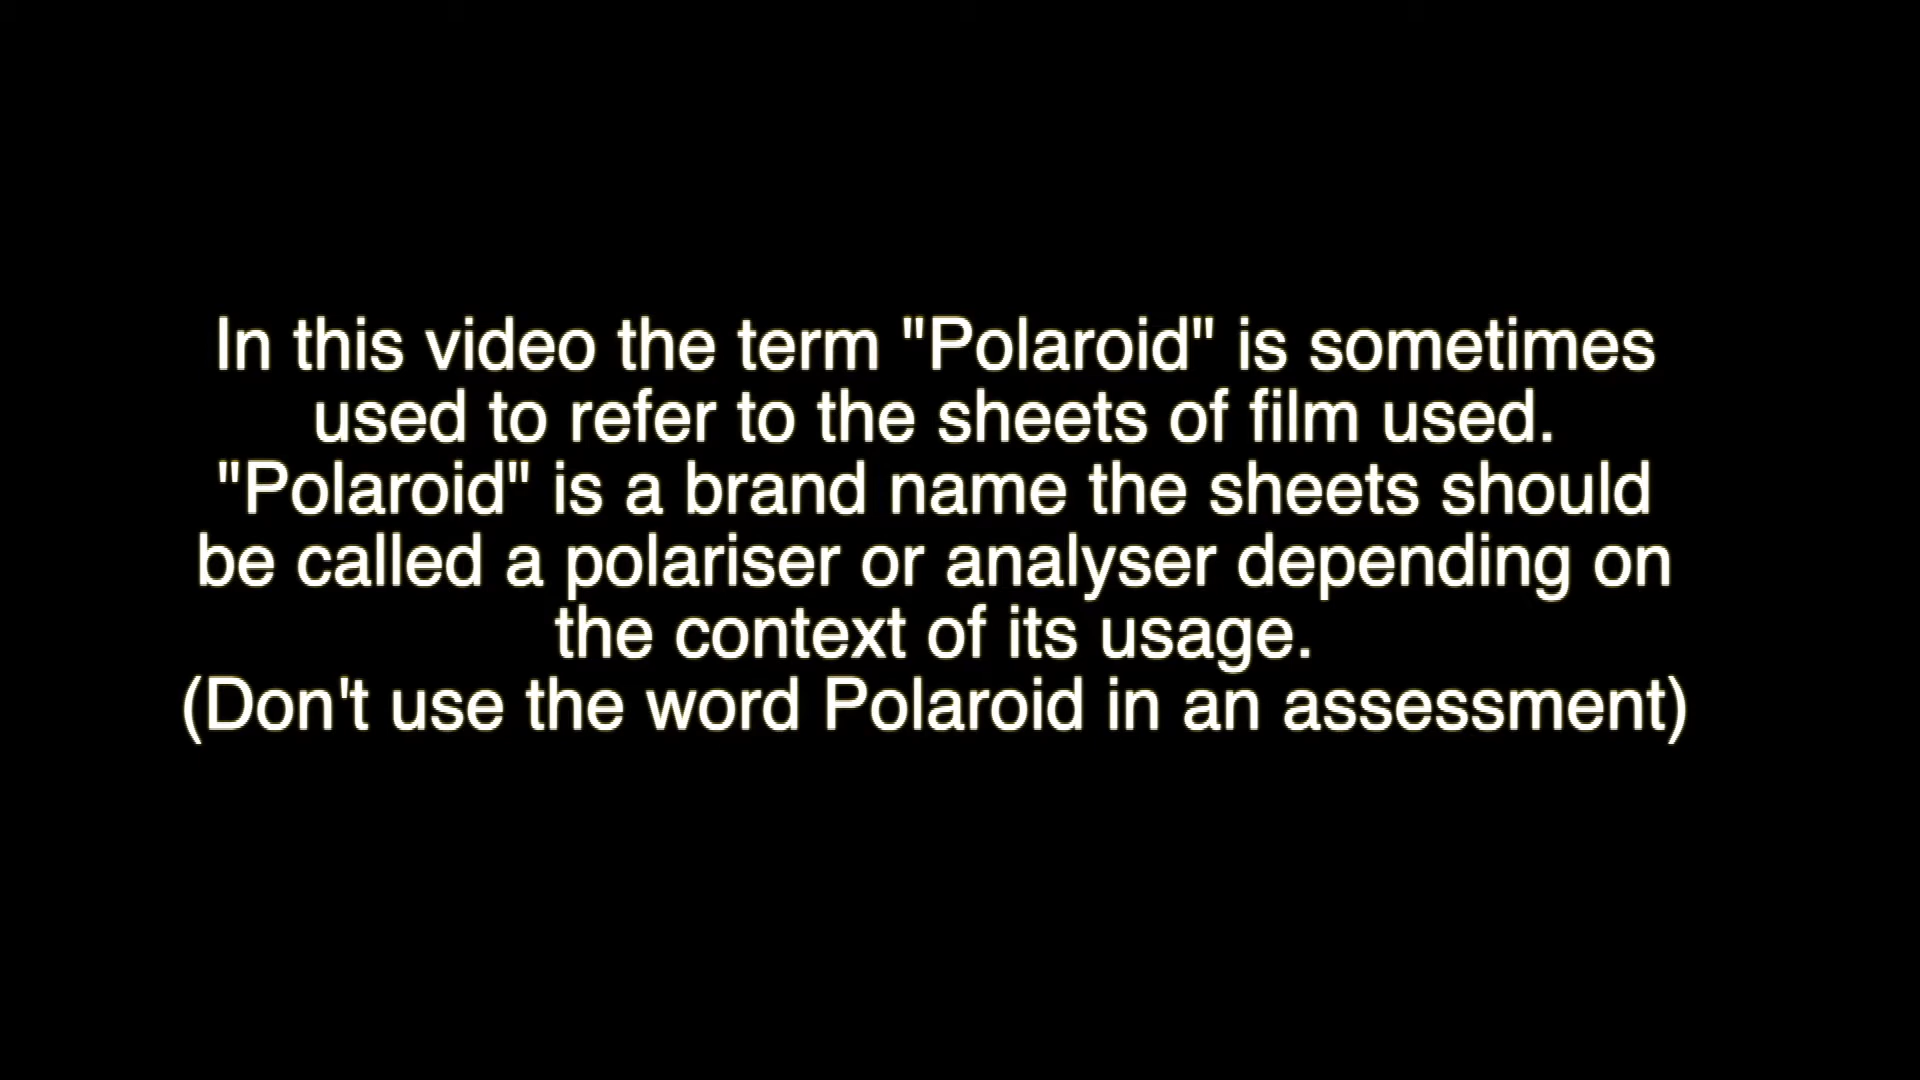 In this video the term "Polaroid" is sometimes
used to refer to the sheets of film used.
"Polaroid" is a brand name the sheets should
be called a polariser or analyser depending on
the context of its usage.
(Don't use the word Polaroid in an assessment)